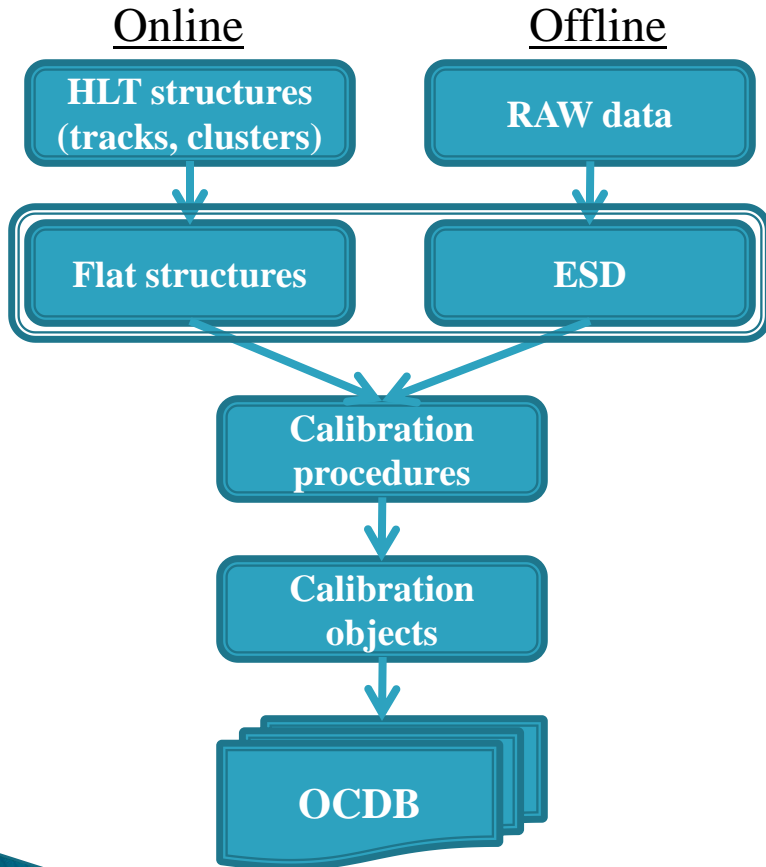 Online
Offline
HLT structures
(tracks, clusters)
RAW data
Flat structures
ESD
Calibration
procedures
Calibration
objects
OCDB